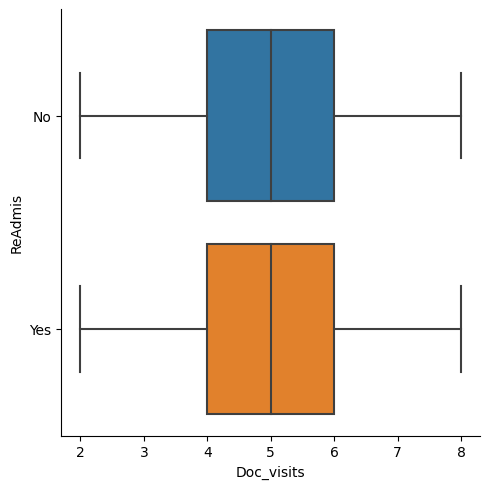 No
Yes
ReAdmis
2 3 4 5 6 7 8
Doc_visits